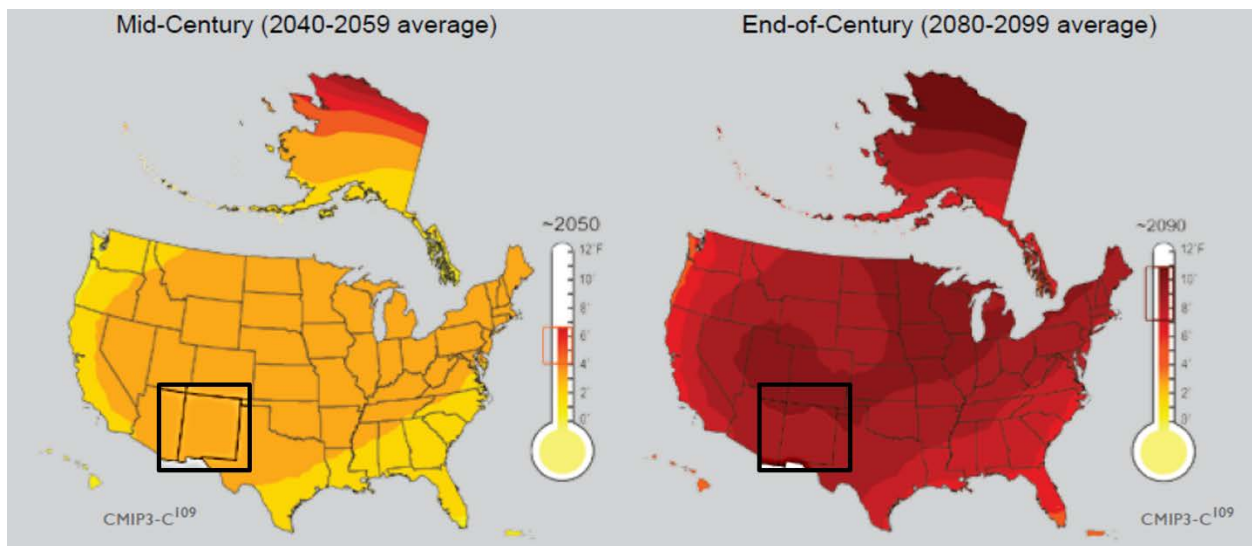 Mid-Century (2040-2059 average)
End-of-Century (2080-2099 average)
~2050
12°F
10°
8°
6°
4°
2°
0°
~2090
12°F
10°
8°
6°
4°
2°
0°
CMIP3-C109
CMIP3-C109